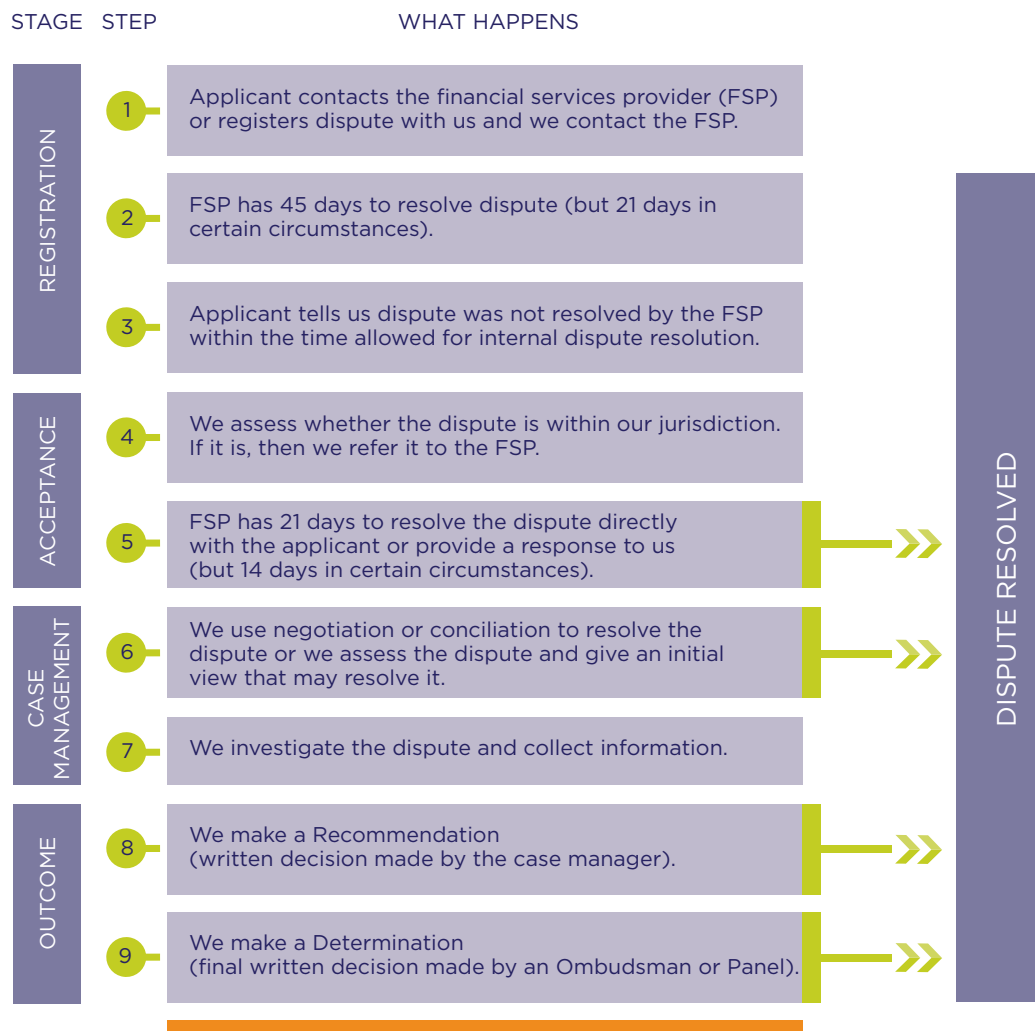 STAGE STEP WHAT HAPPENS
REGISTRATION
1
Applicant contacts the financial services provider (FSP)
or registers dispute with us and we contact the FSP.
2
FSP has 45 days to resolve dispute (but 21 days in
certain circumstances).
3
Applicant tells us dispute was not resolved by the FSP
within the time allowed for internal dispute resolution.
ACCEPTANCE
4
We assess whether the dispute is within our jurisdiction.
If it is, then we refer it to the FSP.
5
FSP has 21 days to resolve the dispute directly
with the applicant or provide a response to us
(but 14 days in certain circumstances).
CASE
MANAGEMENT
6
We use negotiation or conciliation to resolve the
dispute or we assess the dispute and give an initial
view that may resolve it.
7
We investigate the dispute and collect information.
OUTCOME
8
We make a Recommendation
(written decision made by the case manager).
9
We make a Determination
(final written decision made by an Ombudsman or Panel).
DISPUTE RESOLVED